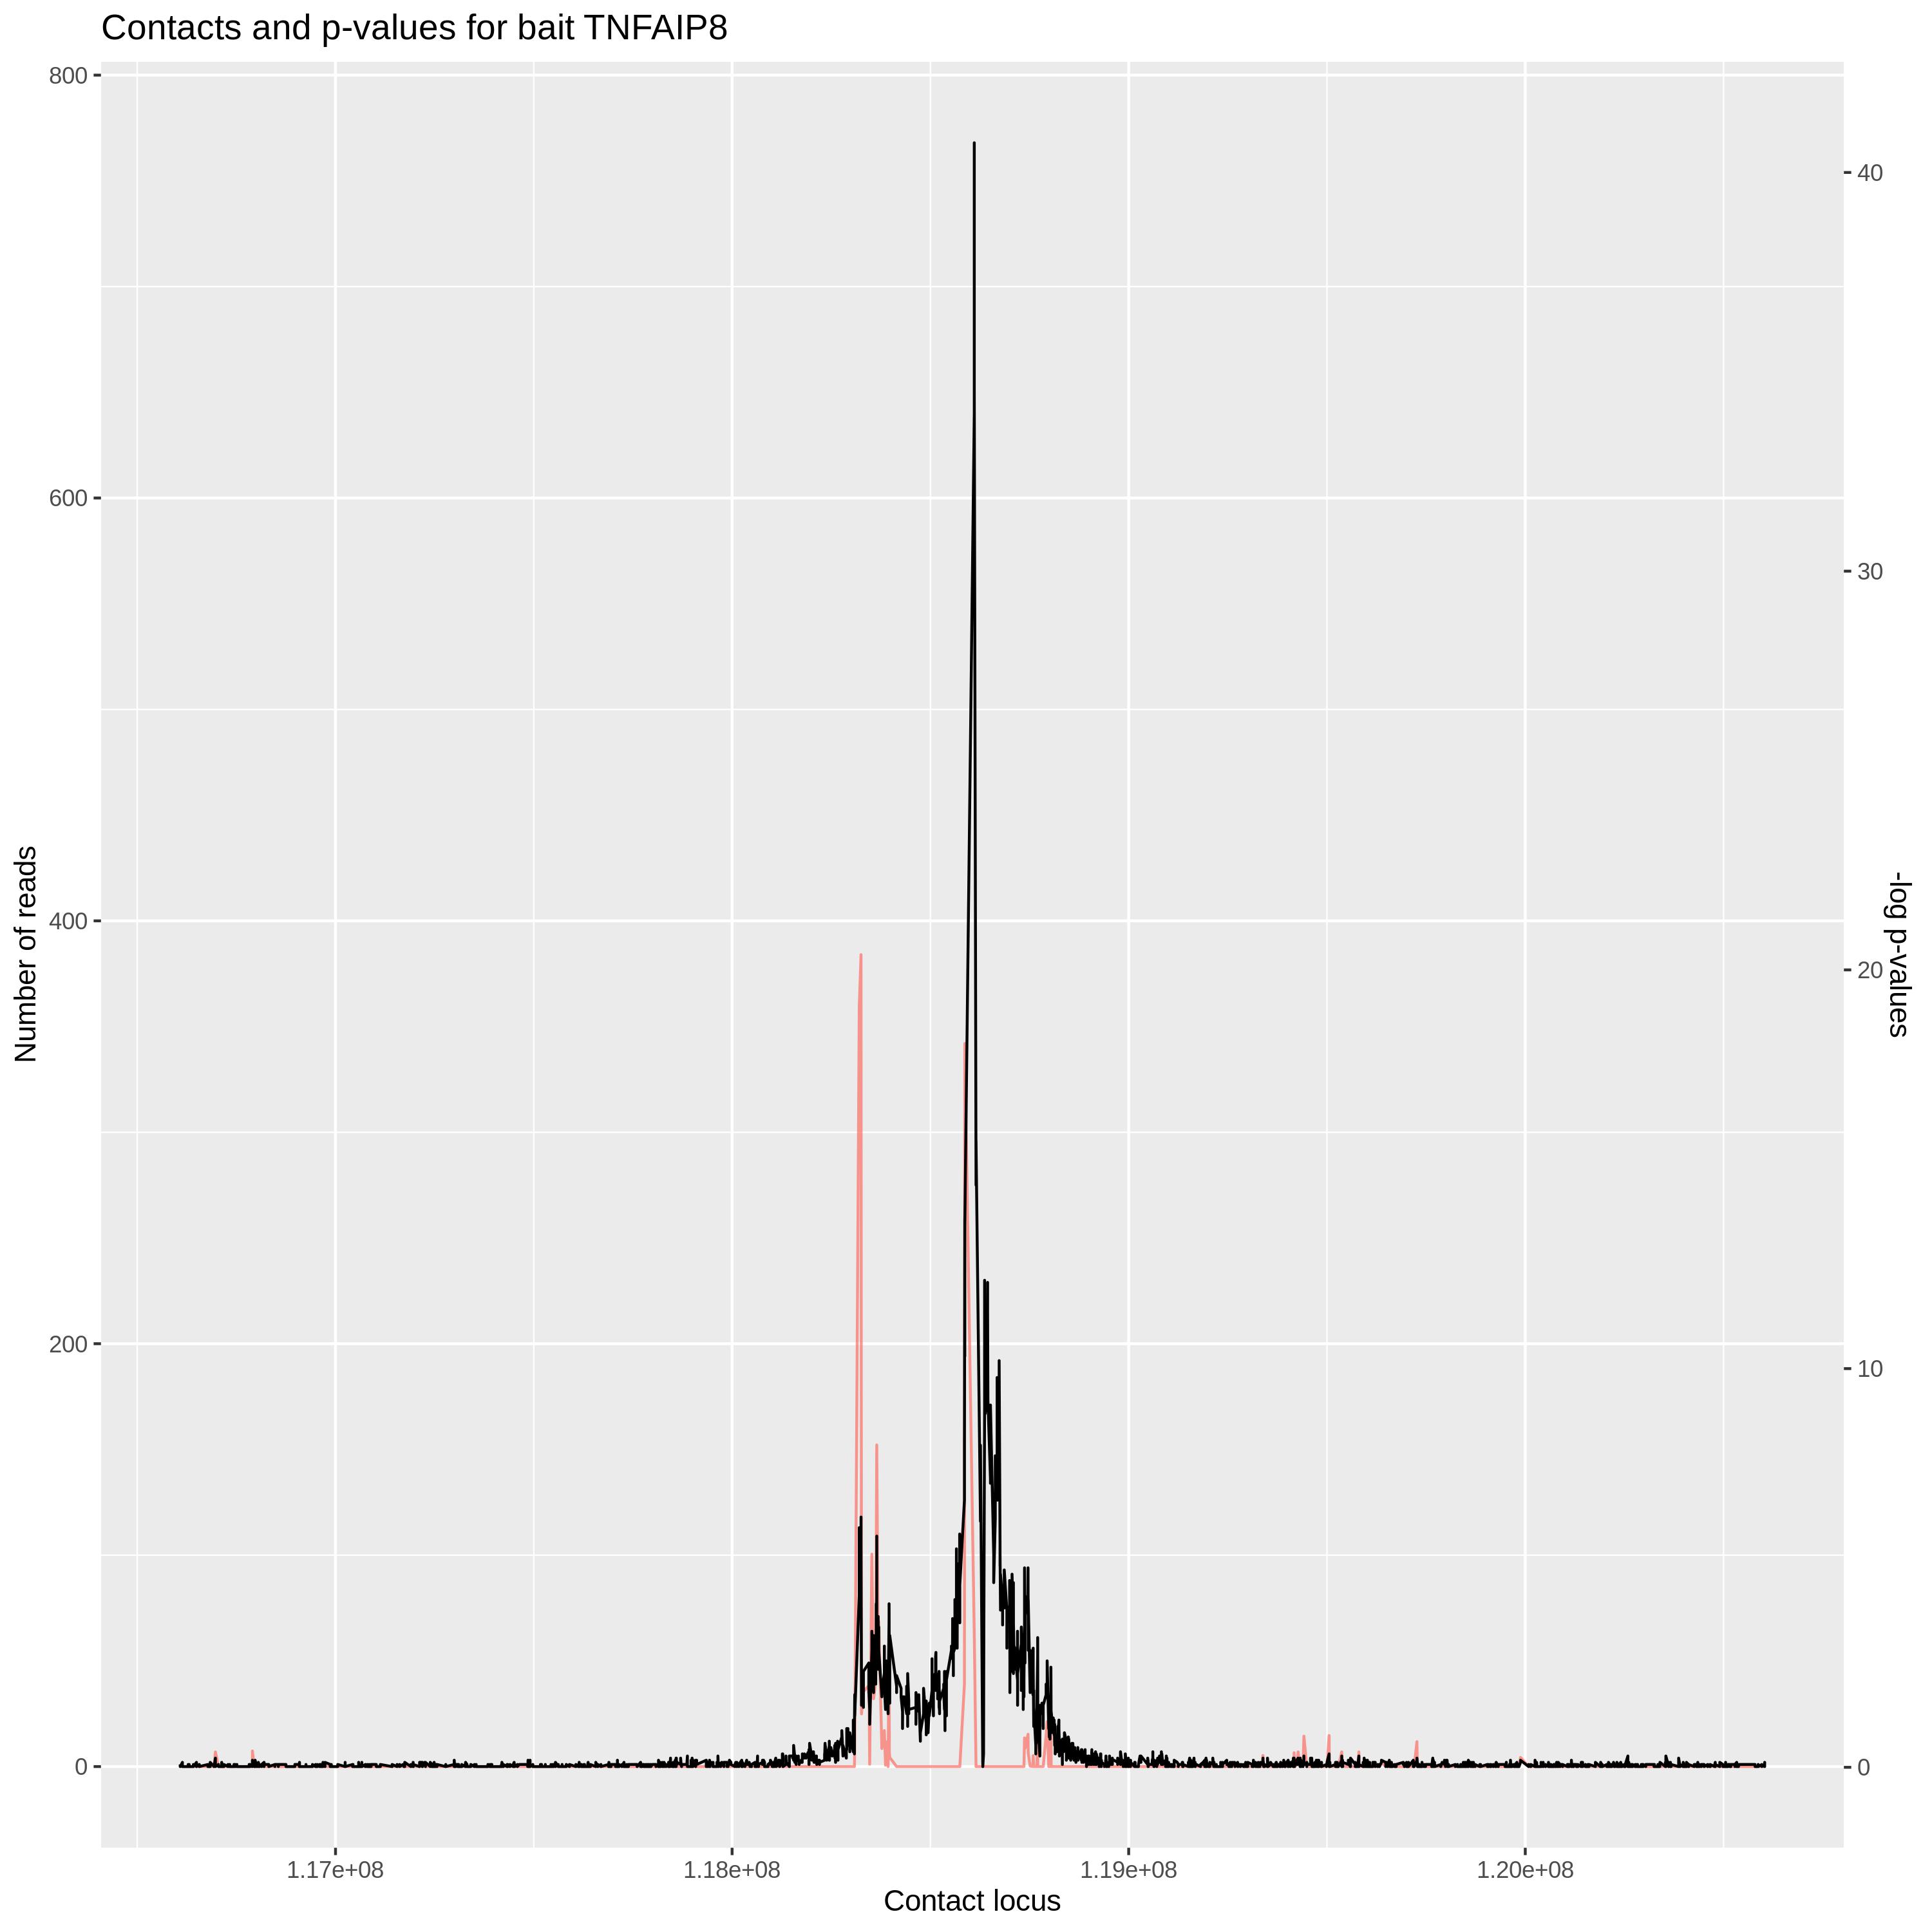 Contacts and p-values for bait TNFAIP8
800
600
400
200
0
Number of reads
40
30
20
10
0
-log p-values
1.17e+08
1.18e+08
1.19e+08
1.20e+08
Contact locus